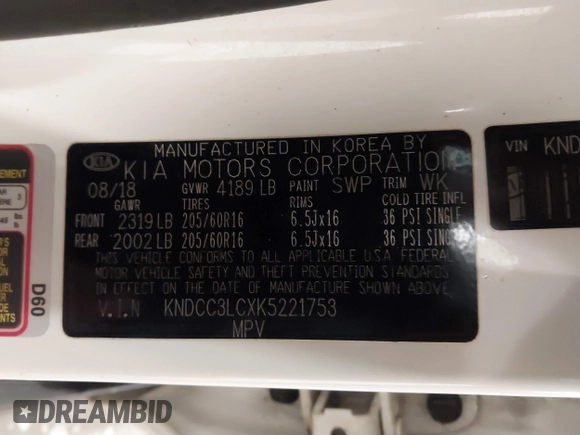 MANUFACTURED IN KOREA BY
KIA KIA MOTORS CORPORATION
08/18 GVWR 4189 LB PAINT SWP TRIM WK
GAWR TIRES RIMS COLD TIRE INFL
FRONT 2319 LB 205/60R16 6.5Jx16 36 PSI SINGLE
REAR 2002 LB 205/60R16 6.5Jx16 36 PSI SINGLE
THIS VEHICLE CONFORMS TO ALL APPLICABLE U.S.A FEDERAL
MOTOR VEHICLE SAFETY AND THEFT PREVENTION STANDARDS
IN EFFECT ON THE DATE OF MANUFACTURE SHOWN ABOVE
V.I.N KNDCC3LCXK5221753
MPV
VIN KND
D60
DREAMBID